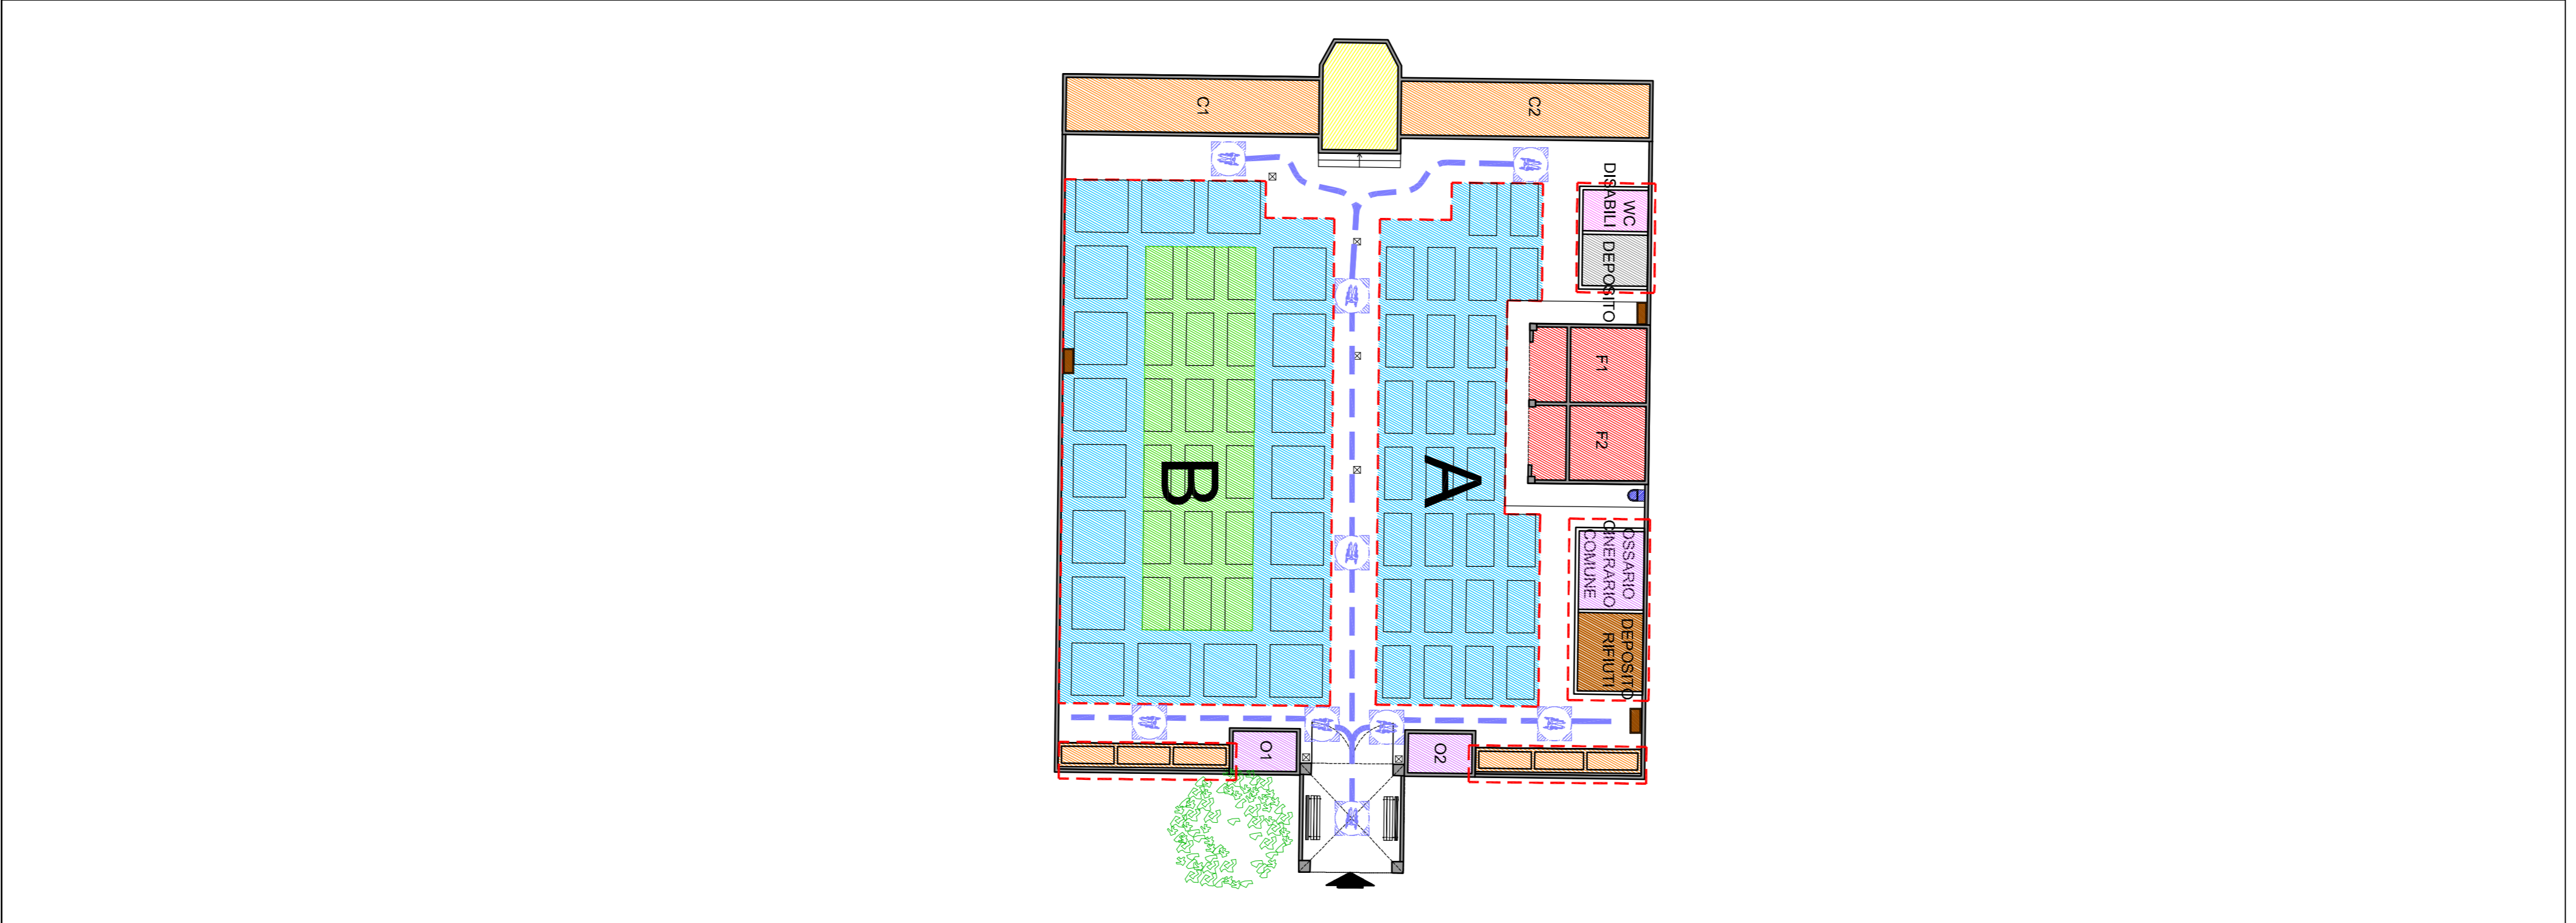 C1
C2
WC
DISABILI
DEPOSITO
F1
F2
B
A
OSSARIO
CINERARIO
COMUNE
DEPOSITO
RIFIUTI
O1
O2